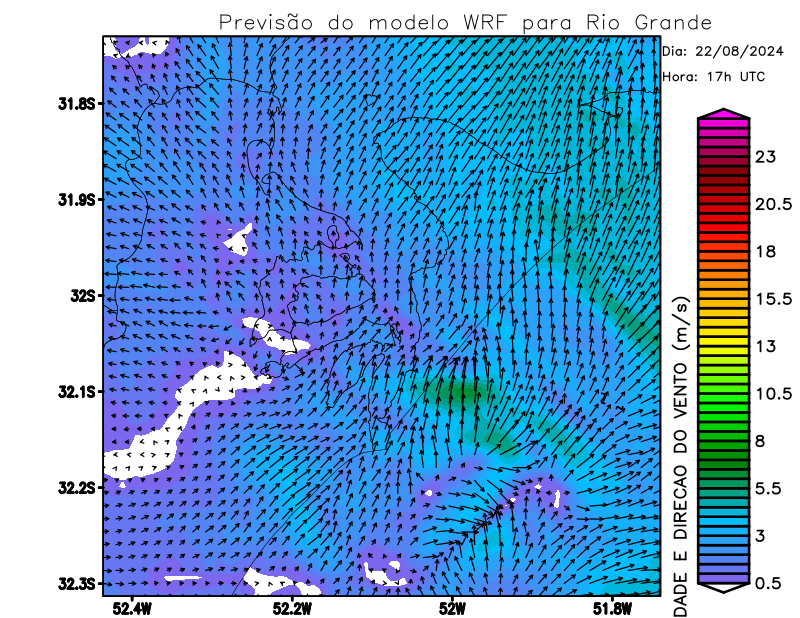 Previsão do modelo WRF para Rio Grande
Dia: 22/08/2024
Hora: 17h UTC
31.8S
31.9S
32S
32.1S
32.2S
32.3S
52.4W
52.2W
52W
51.8W
23
20.5
18
15.5
13
10.5
8
5.5
3
0.5
DADE E DIRECAO DO VENTO (m/s)